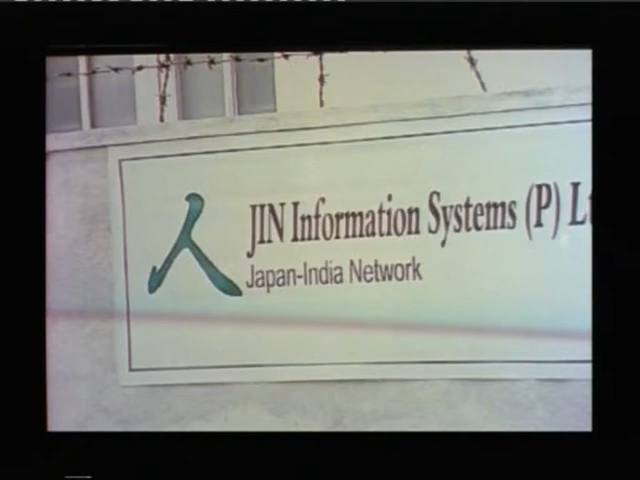 人
JIN Information Systems (P) Lt
Japan-India Network